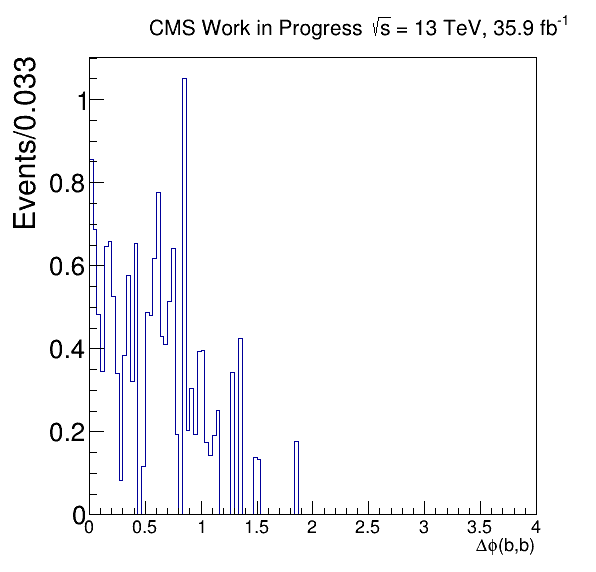 CMS Work in Progress √s = 13 TeV, 35.9 fb⁻¹
Events/0.033
1
0.8
0.6
0.4
0.2
0
0 0.5 1 1.5 2 2.5 3 3.5 4
Δϕ(b,b)